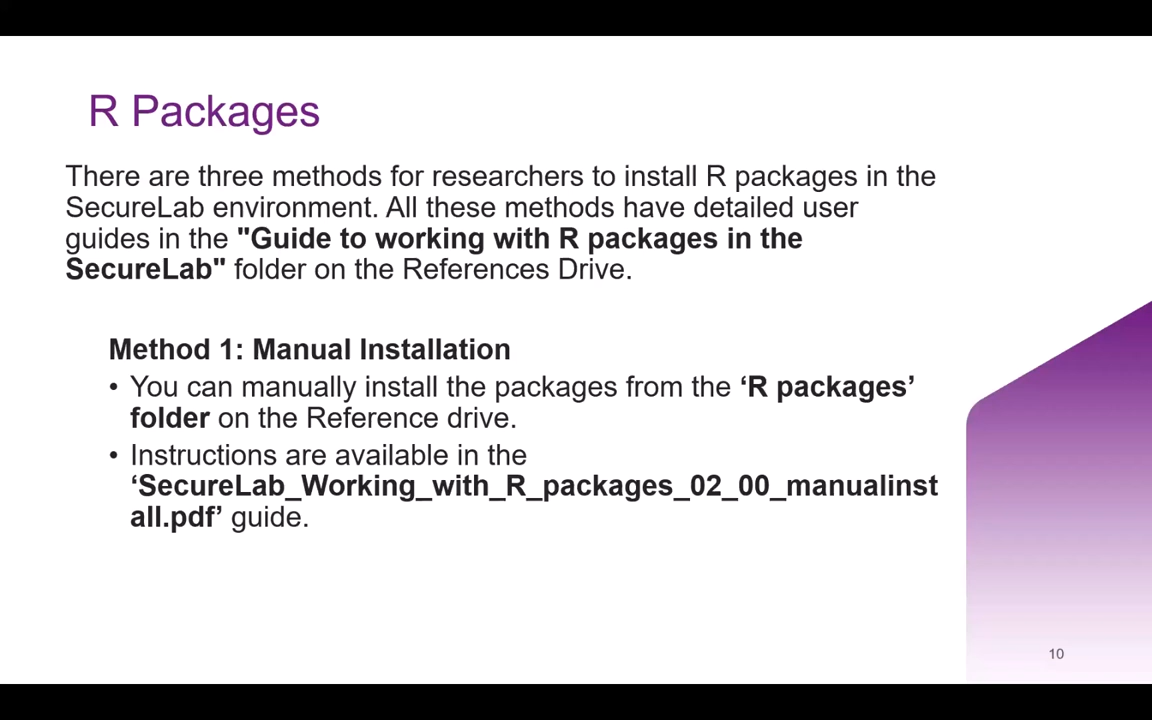 R Packages
There are three methods for researchers to install R packages in the
SecureLab environment. All these methods have detailed user
guides in the "Guide to working with R packages in the
SecureLab" folder on the References Drive.
Method 1: Manual Installation
• You can manually install the packages from the ‘R packages’
folder on the Reference drive.
• Instructions are available in the
‘SecureLab_Working_with_R_packages_02_00_manualinst
all.pdf’ guide.
10